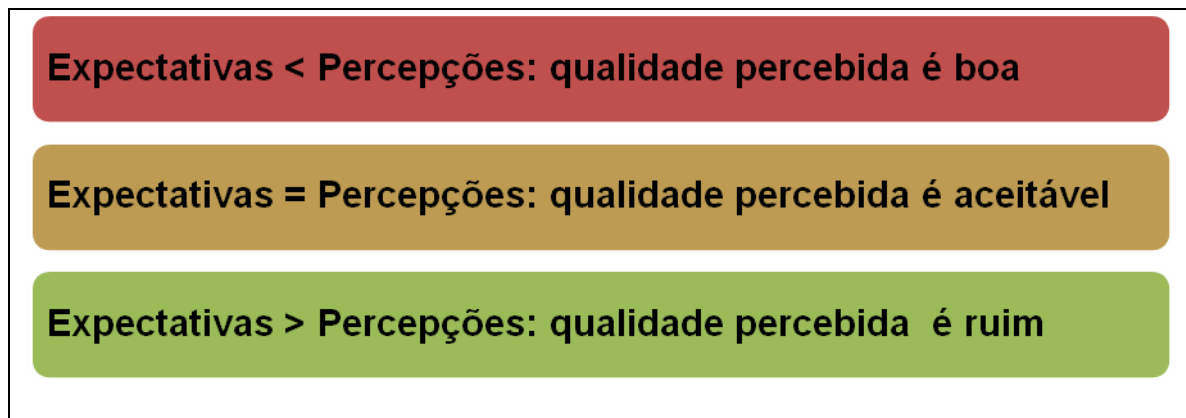 Expectativas < Percepções: qualidade percebida é boa
Expectativas = Percepções: qualidade percebida é aceitável
Expectativas > Percepções: qualidade percebida  é ruim